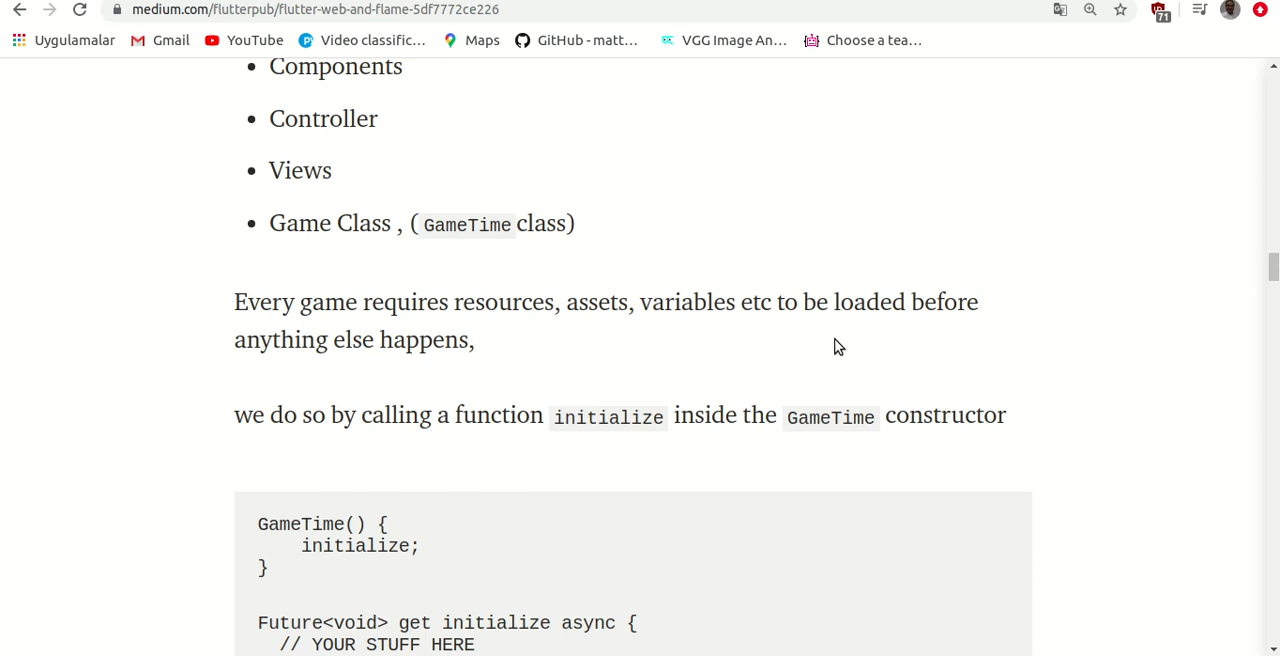 medium.com/flutterpub/flutter-web-and-flame-5df7772ce226
71
Uygulamalar Gmail YouTube Video classific... Maps GitHub - matt... VGG Image An... Choose a tea...
• Components
• Controller
• Views
• Game Class , ( GameTime class)
Every game requires resources, assets, variables etc to be loaded before
anything else happens,
we do so by calling a function initialize inside the GameTime constructor
GameTime() {
    initialize;
}
Future<void> get initialize async {
  // YOUR STUFF HERE